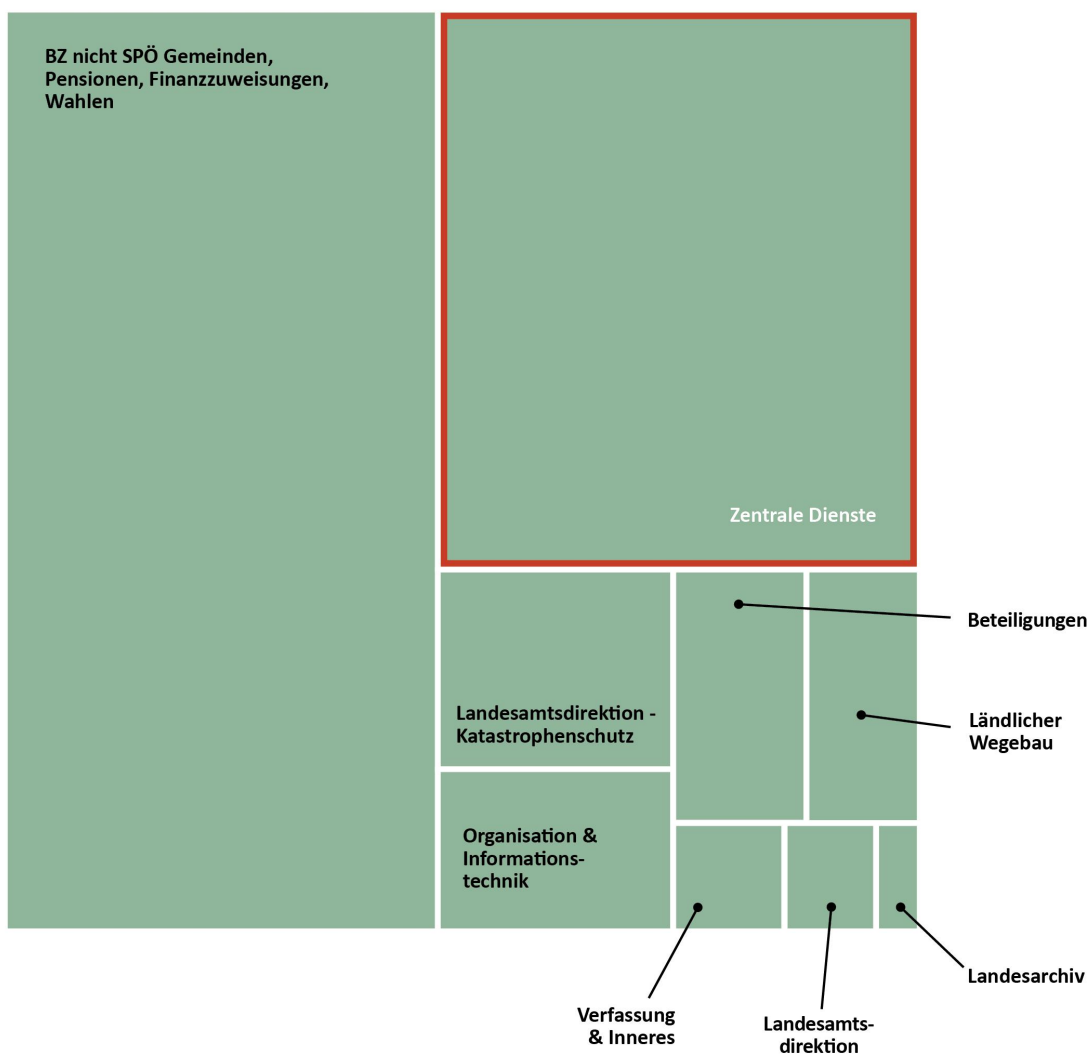 BZ nicht SPÖ Gemeinden,
Pensionen, Finanzzuweisungen,
Wahlen
Zentrale Dienste
Beteiligungen
Landesamtsdirektion -
Katastrophenschutz
Ländlicher
Wegebau
Organisation &
Informations-
technik
Landesarchiv
Verfassung
& Inneres
Landesamts-
direktion